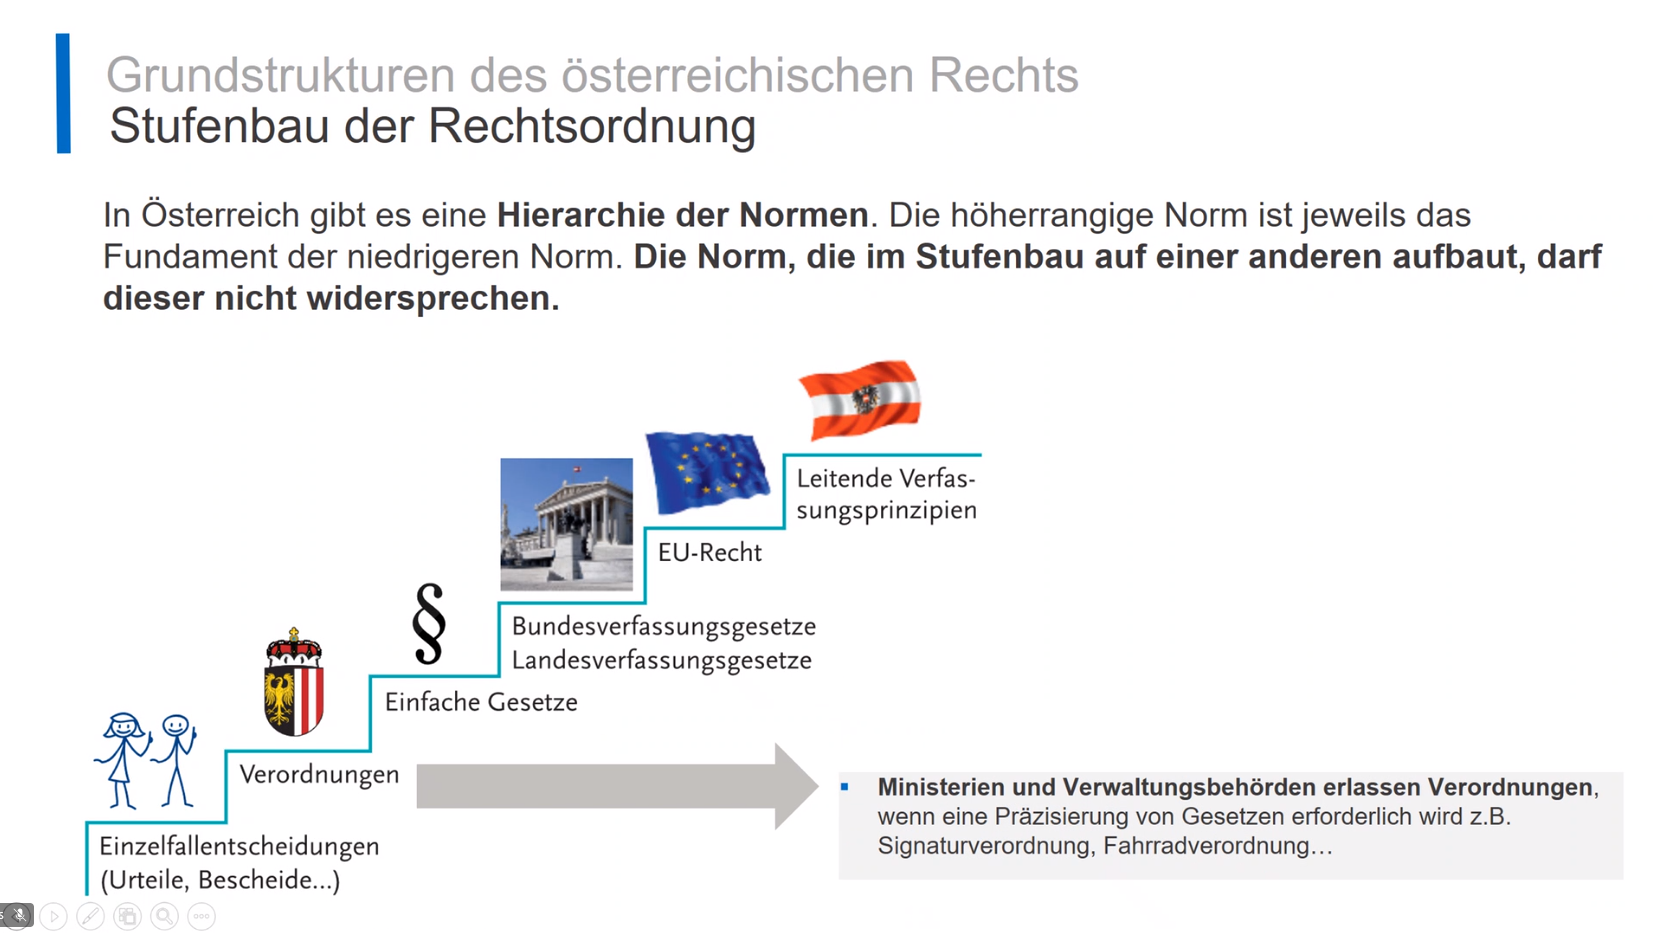 Grundstrukturen des österreichischen Rechts
Stufenbau der Rechtsordnung
In Österreich gibt es eine Hierarchie der Normen. Die höherrangige Norm ist jeweils das
Fundament der niedrigeren Norm. Die Norm, die im Stufenbau auf einer anderen aufbaut, darf
dieser nicht widersprechen.
Leitende Verfas-
sungsprinzipien
EU-Recht
Bundesverfassungsgesetze
Landesverfassungsgesetze
§
Einfache Gesetze
Verordnungen
Einzelfallentscheidungen
(Urteile, Bescheide...)
Ministerien und Verwaltungsbehörden erlassen Verordnungen,
wenn eine Präzisierung von Gesetzen erforderlich wird z.B.
Signaturverordnung, Fahrradverordnung…